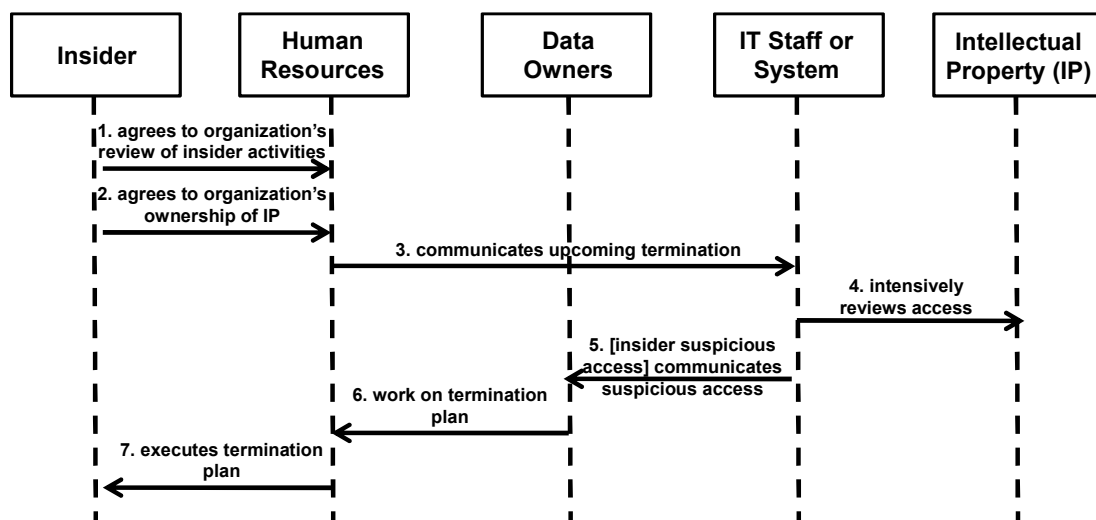 Insider
Human
Resources
Data
Owners
IT Staff or
System
Intellectual
Property (IP)
1. agrees to organization’s
review of insider activities
2. agrees to organization’s
ownership of IP
3. communicates upcoming termination
4. intensively
reviews access
5. [insider suspicious
access] communicates
suspicious access
6. work on termination
plan
7. executes termination
plan